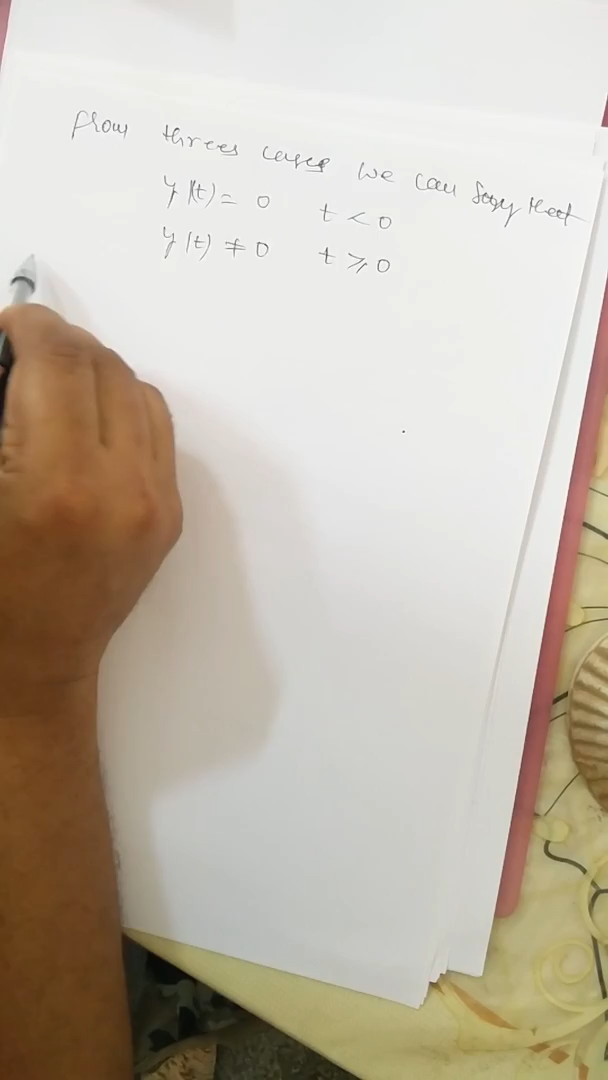 from threes cases we can say that
y(t) = 0 t < 0
y(t) ≠ 0 t ⩾ 0